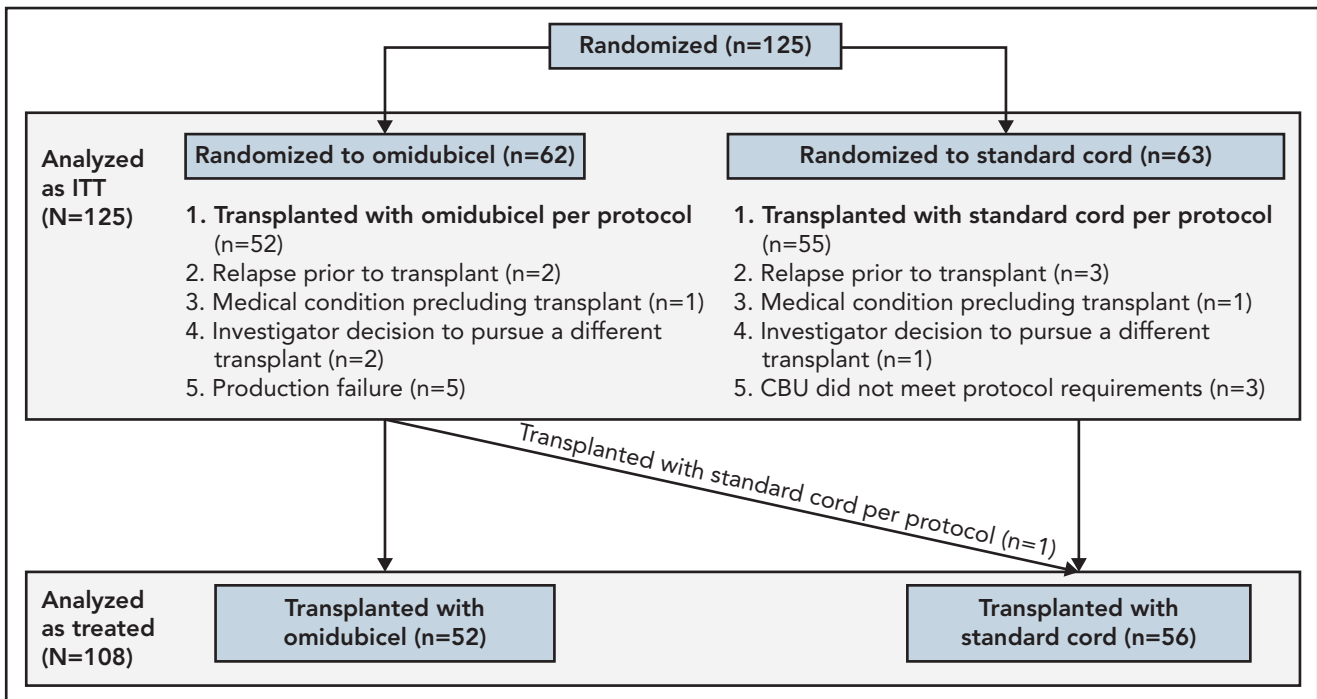 Randomized (n=125)
Analyzed
as ITT
(N=125)
Randomized to omidubicel (n=62)
1. Transplanted with omidubicel per protocol
(n=52)
2. Relapse prior to transplant (n=2)
3. Medical condition precluding transplant (n=1)
4. Investigator decision to pursue a different
transplant (n=2)
5. Production failure (n=5)
Randomized to standard cord (n=63)
1. Transplanted with standard cord per protocol
(n=55)
2. Relapse prior to transplant (n=3)
3. Medical condition precluding transplant (n=1)
4. Investigator decision to pursue a different
transplant (n=1)
5. CBU did not meet protocol requirements (n=3)
Transplanted with standard cord per protocol (n=1)
Analyzed
as treated
(N=108)
Transplanted with
omidubicel (n=52)
Transplanted with
standard cord (n=56)